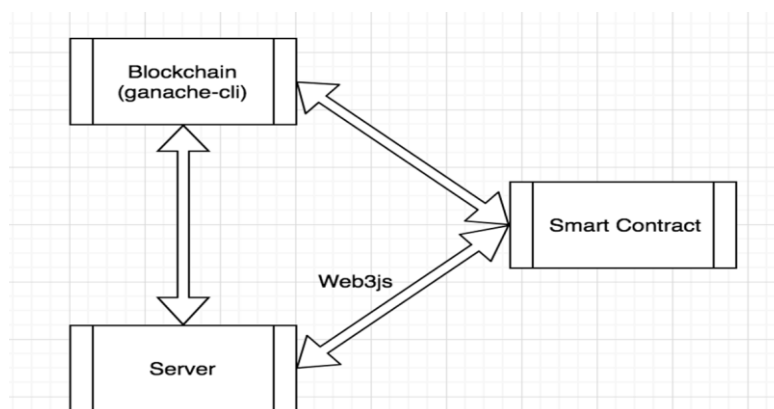 Blockchain
(ganache-cli)
Smart Contract
Web3js
Server